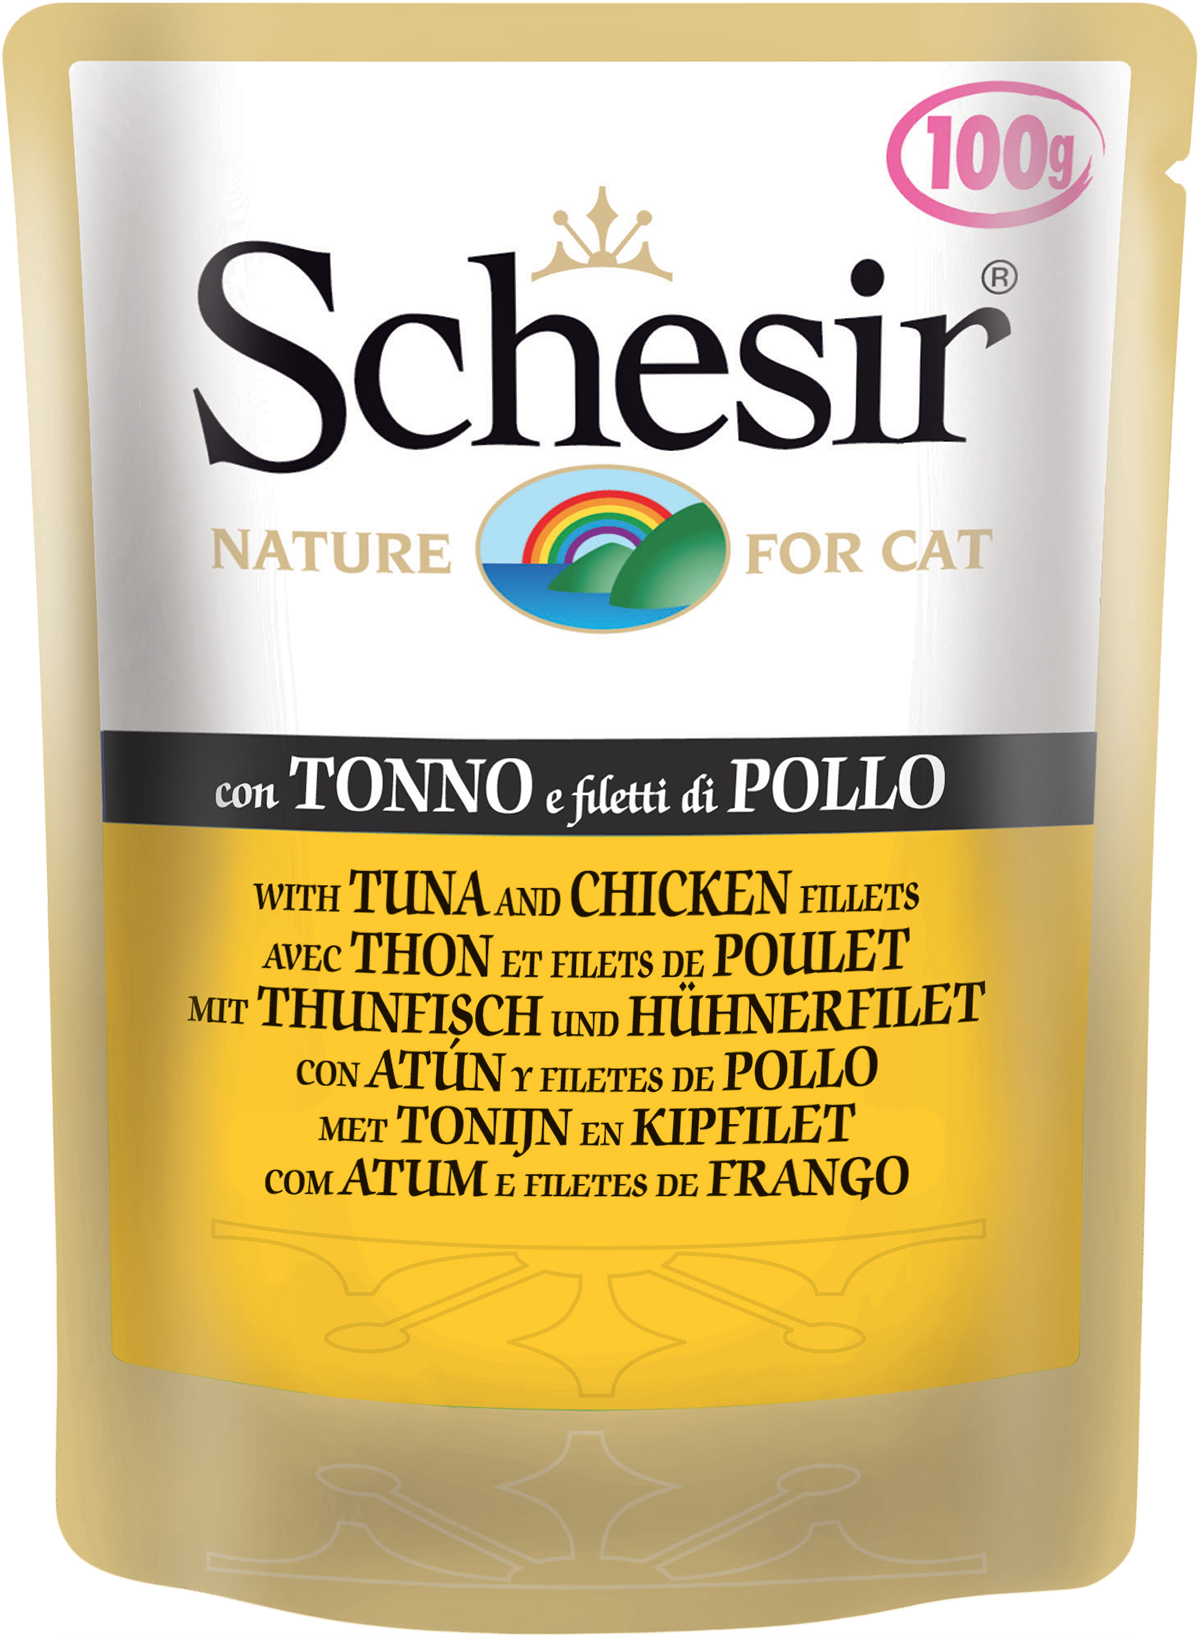 100g
Schesir®
NATURE FOR CAT
con TONNO e filetti di POLLO
WITH TUNA AND CHICKEN FILLETS
AVEC THON ET FILETS DE POULET
MIT THUNFISCH UND HÜHNERFILET
CON ATÚN Y FILETES DE POLLO
MET TONIJN EN KIPFILET
COM ATUM E FILETES DE FRANGO